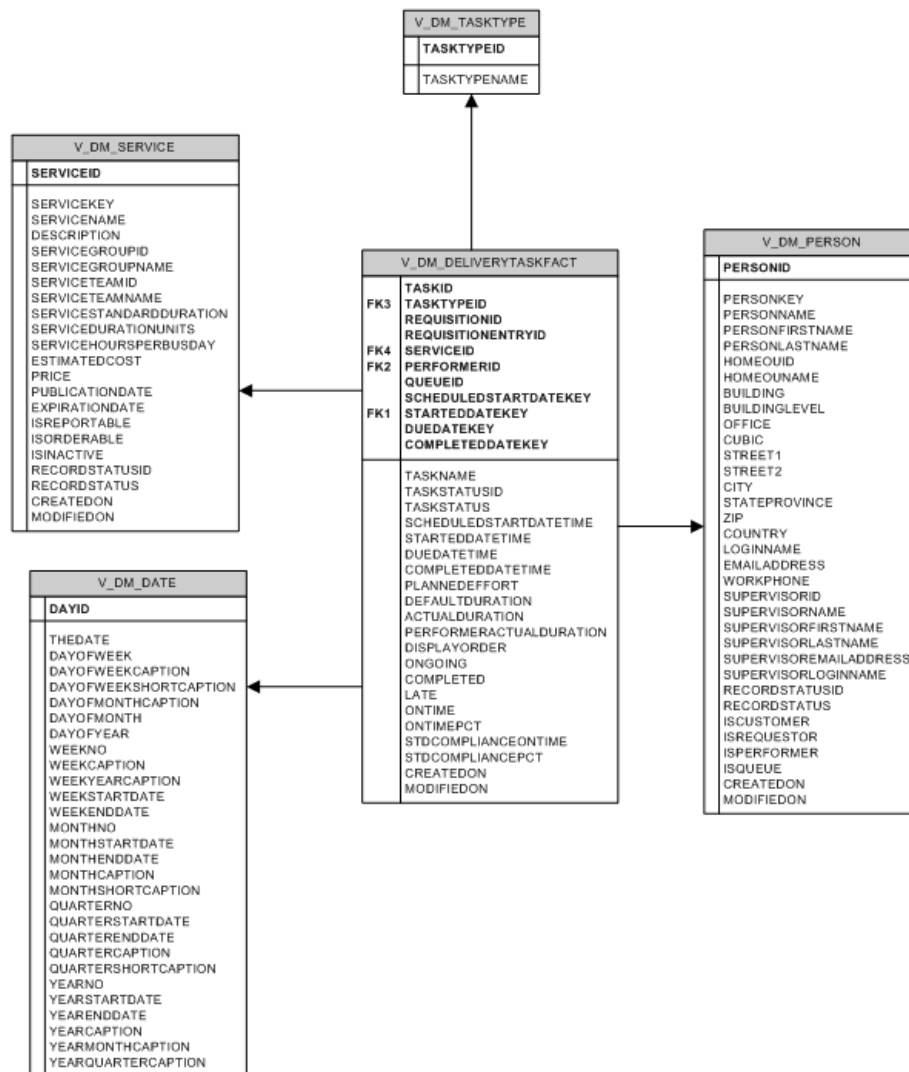 V_DM_TASKTYPE
TASKTYPEID
TASKTYPENAME
V_DM_SERVICE
SERVICEID
SERVICEKEY
SERVICENAME
DESCRIPTION
SERVICEGROUPID
SERVICEGROUPNAME
SERVICETEAMID
SERVICETEAMNAME
SERVICESTANDARDDURATION
SERVICEDURATIONUNITS
SERVICEHOURSPERBUSDAY
ESTIMATEDCOST
PRICE
PUBLICATIONDATE
EXPIRATIONDATE
ISREPORTABLE
ISORDERABLE
ISINACTIVE
RECORDSTATUSID
RECORDSTATUS
CREATEDON
MODIFIEDON
V_DM_DELIVERYTASKFACT
TASKID
FK3 TASKTYPEID
REQUISITIONID
REQUISITIONENTRYID
FK4 SERVICEID
FK2 PERFORMERID
QUEUEID
SCHEDULEDSTARTDATEKEY
FK1 STARTEDDATEKEY
DUEDATEKEY
COMPLETEDDATEKEY
TASKNAME
TASKSTATUSID
TASKSTATUS
SCHEDULEDSTARTDATETIME
STARTEDDATETIME
DUEDATETIME
COMPLETEDDATETIME
PLANNEDEFFORT
DEFAULTDURATION
ACTUALDURATION
PERFORMERACTUALDURATION
DISPLAYORDER
ONGOING
COMPLETED
LATE
ONTIME
ONTIMEPCT
STDCOMPLIANCEONTIME
STDCOMPLIANCEPCT
CREATEDON
MODIFIEDON
V_DM_PERSON
PERSONID
PERSONKEY
PERSONNAME
PERSONFIRSTNAME
PERSONLASTNAME
HOMEOUID
HOMEOUNAME
BUILDING
BUILDINGLEVEL
OFFICE
CUBIC
STREET1
STREET2
CITY
STATEPROVINCE
ZIP
COUNTRY
LOGINNAME
EMAILADDRESS
WORKPHONE
SUPERVISORID
SUPERVISORNAME
SUPERVISORFIRSTNAME
SUPERVISORLASTNAME
SUPERVISOREMAILADDRESS
SUPERVISORLOGINNAME
RECORDSTATUSID
RECORDSTATUS
ISCUSTOMER
ISREQUESTOR
ISPERFORMER
ISQUEUE
CREATEDON
MODIFIEDON
V_DM_DATE
DAYID
THEDATE
DAYOFWEEK
DAYOFWEEKCAPTION
DAYOFWEEKSHORTCAPTION
DAYOFMONTHCAPTION
DAYOFMONTH
DAYOFYEAR
WEEKNO
WEEKCAPTION
WEEKYEARCAPTION
WEEKSTARTDATE
WEEKENDDATE
MONTHNO
MONTHSTARTDATE
MONTHENDDATE
MONTHCAPTION
MONTHSHORTCAPTION
QUARTERNO
QUARTERSTARTDATE
QUARTERENDDATE
QUARTERCAPTION
QUARTERSHORTCAPTION
YEARNO
YEARSTARTDATE
YEARENDDATE
YEARCAPTION
YEARMONTHCAPTION
YEARQUARTERCAPTION